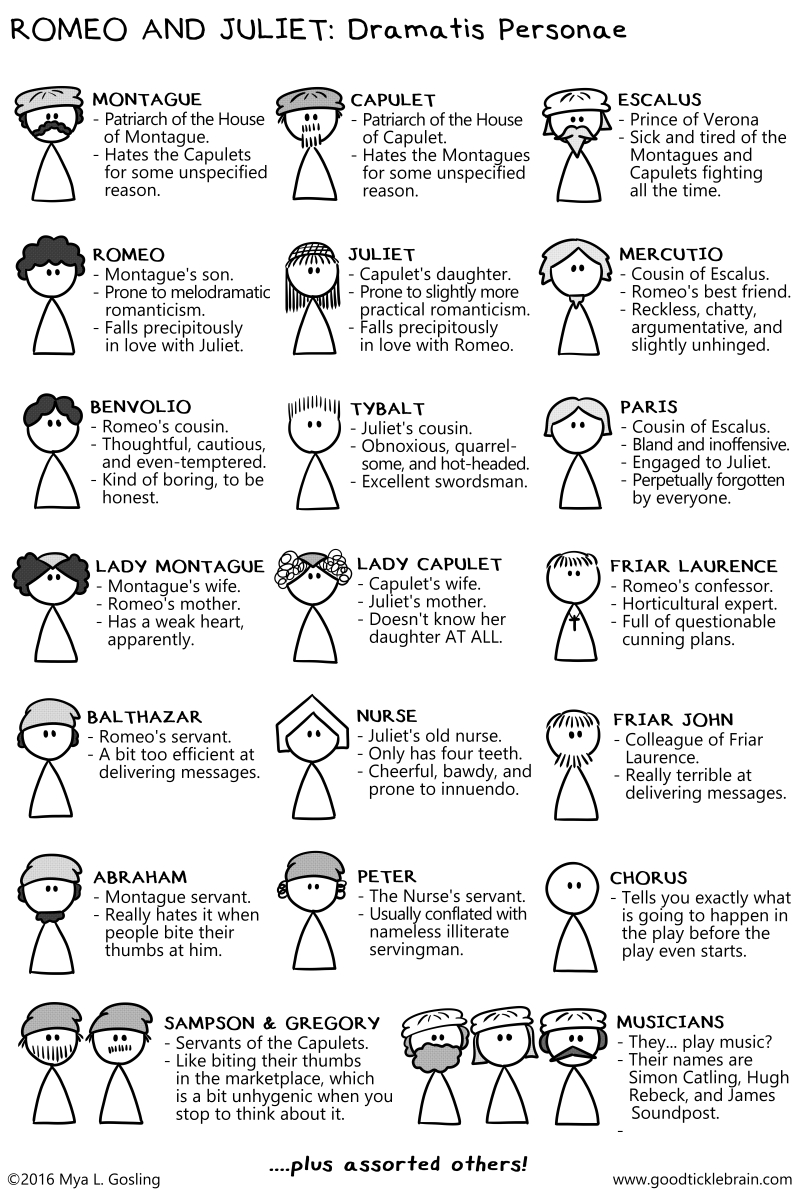 ROMEO AND JULIET: Dramatis Personae
MONTAGUE
- Patriarch of the House
of Montague.
- Hates the Capulets
for some unspecified
reason.
CAPULET
- Patriarch of the House
of Capulet.
- Hates the Montagues
for some unspecified
reason.
ESCALUS
- Prince of Verona
- Sick and tired of the
Montagues and
Capulets fighting
all the time.
ROMEO
- Montague's son.
- Prone to melodramatic
romanticism.
- Falls precipitously
in love with Juliet.
JULIET
- Capulet's daughter.
- Prone to slightly more
practical romanticism.
- Falls precipitously
in love with Romeo.
MERCUTIO
- Cousin of Escalus.
- Romeo's best friend.
- Reckless, chatty,
argumentative, and
slightly unhinged.
BENVOLIO
- Romeo's cousin.
- Thoughtful, cautious,
and even-temptered.
- Kind of boring, to be
honest.
TYBALT
- Juliet's cousin.
- Obnoxious, quarrel-
some, and hot-headed.
- Excellent swordsman.
PARIS
- Cousin of Escalus.
- Bland and inoffensive.
- Engaged to Juliet.
- Perpetually forgotten
by everyone.
LADY MONTAGUE
- Montague's wife.
- Romeo's mother.
- Has a weak heart,
apparently.
LADY CAPULET
- Capulet's wife.
- Juliet's mother.
- Doesn't know her
daughter AT ALL.
FRIAR LAURENCE
- Romeo's confessor.
- Horticultural expert.
- Full of questionable
cunning plans.
BALTHAZAR
- Romeo's servant.
- A bit too efficient at
delivering messages.
NURSE
- Juliet's old nurse.
- Only has four teeth.
- Cheerful, bawdy, and
prone to innuendo.
FRIAR JOHN
- Colleague of Friar
Laurence.
- Really terrible at
delivering messages.
ABRAHAM
- Montague servant.
- Really hates it when
people bite their
thumbs at him.
PETER
- The Nurse's servant.
- Usually conflated with
nameless illiterate
servingman.
CHORUS
- Tells you exactly what
is going to happen in
the play before the
play even starts.
SAMPSON & GREGORY
- Servants of the Capulets.
- Like biting their thumbs
in the marketplace, which
is a bit unhygenic when you
stop to think about it.
MUSICIANS
- They... play music?
- Their names are
Simon Catling, Hugh
Rebeck, and James
Soundpost.
-
....plus assorted others!
©2016 Mya L. Gosling
www.goodticklebrain.com